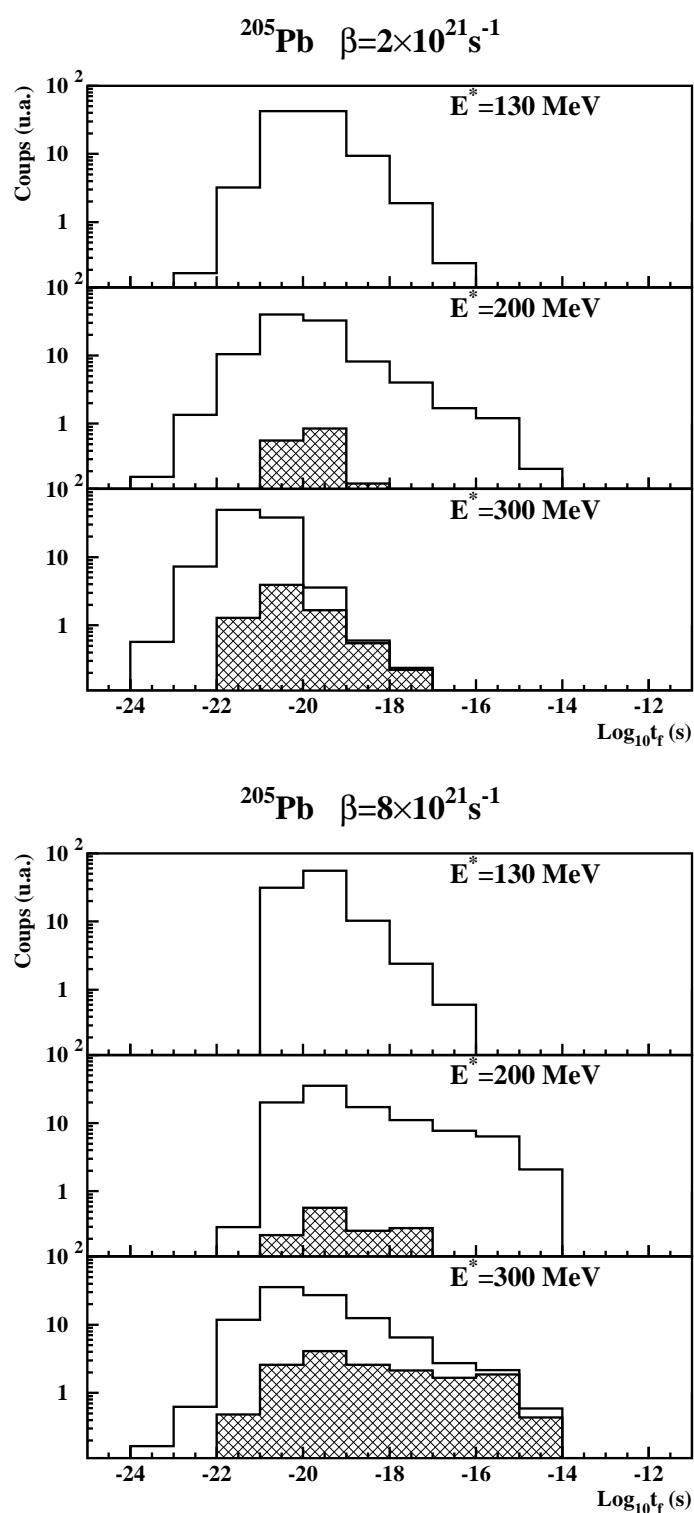 ²⁰⁵Pb β=2×10²¹s⁻¹
Coups (u.a.)
10²
E*=130 MeV
10
1
10²
E*=200 MeV
10
1
10²
E*=300 MeV
10
1
-24 -22 -20 -18 -16 -14 -12
Log₁₀t_f (s)
²⁰⁵Pb β=8×10²¹s⁻¹
Coups (u.a.)
10²
E*=130 MeV
10
1
10²
E*=200 MeV
10
1
10²
E*=300 MeV
10
1
-24 -22 -20 -18 -16 -14 -12
Log₁₀t_f (s)